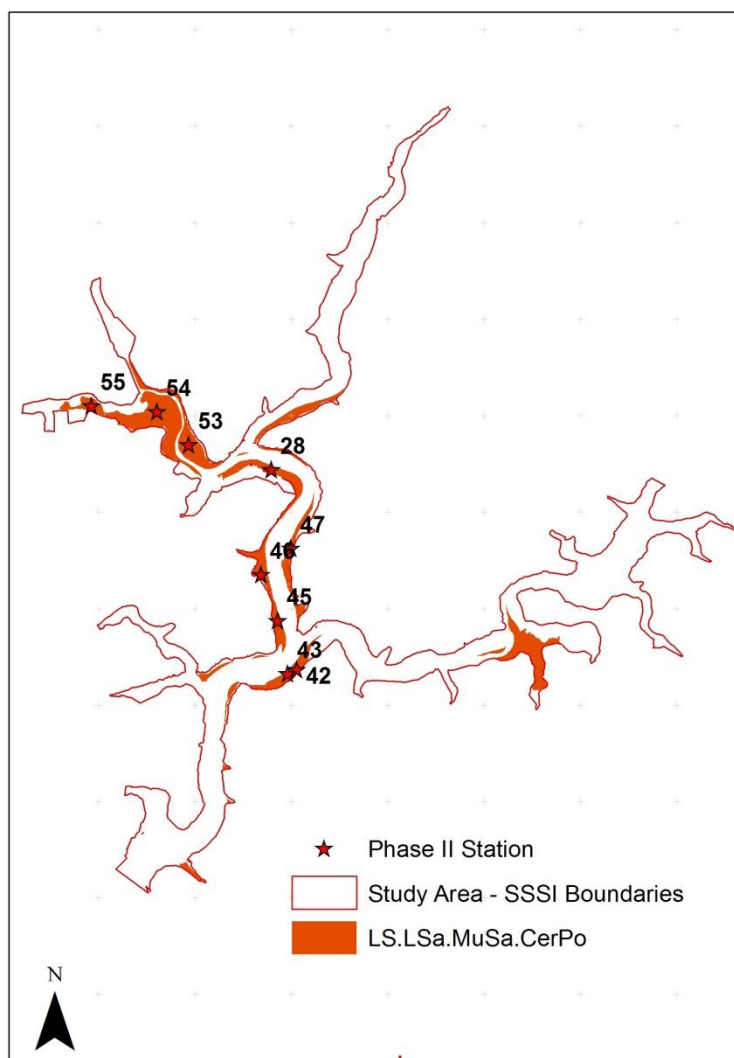 55
54
53
28
47
46
45
43
42
Phase II Station
Study Area - SSSI Boundaries
LS.LSa.MuSa.CerPo
N